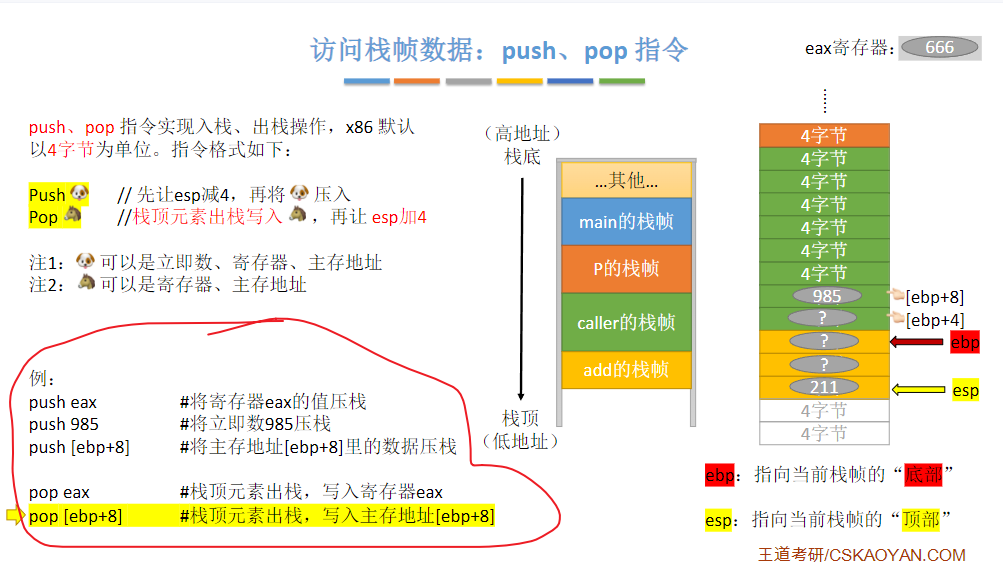 访问栈帧数据：push、pop 指令
eax寄存器：
666
push、pop 指令实现入栈、出栈操作，x86 默认
以4字节为单位。指令格式如下：
Push 🐶 // 先让esp减4，再将 🐶 压入
Pop 🐴 //栈顶元素出栈写入 🐴 ，再让 esp加4
注1：🐶 可以是立即数、寄存器、主存地址
注2：🐴 可以是寄存器、主存地址
例：
push eax #将寄存器eax的值压栈
push 985 #将立即数985压栈
push [ebp+8] #将主存地址[ebp+8]里的数据压栈
pop eax #栈顶元素出栈，写入寄存器eax
pop [ebp+8] #栈顶元素出栈，写入主存地址[ebp+8]
（高地址）
栈底
…其他…
main的栈帧
P的栈帧
caller的栈帧
add的栈帧
栈顶
（低地址）
4字节
4字节
4字节
4字节
4字节
4字节
4字节
985 [ebp+8]
? [ebp+4]
? ebp
?
211 esp
4字节
4字节
ebp：指向当前栈帧的“底部”
esp：指向当前栈帧的“顶部”
王道考研/CSKAOYAN.COM